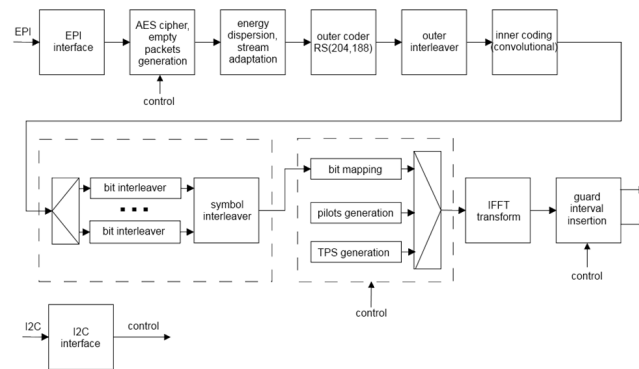 EPI
EPI
interface
AES cipher,
empty
packets
generation
control
energy
dispersion,
stream
adaptation
outer coder
RS(204,188)
outer
interleaver
inner coding
(convolutional)
bit interleaver
bit interleaver
symbol
interleaver
bit mapping
pilots generation
TPS generation
control
IFFT
transform
guard
interval
insertion
control
I2C
I2C
interface
control